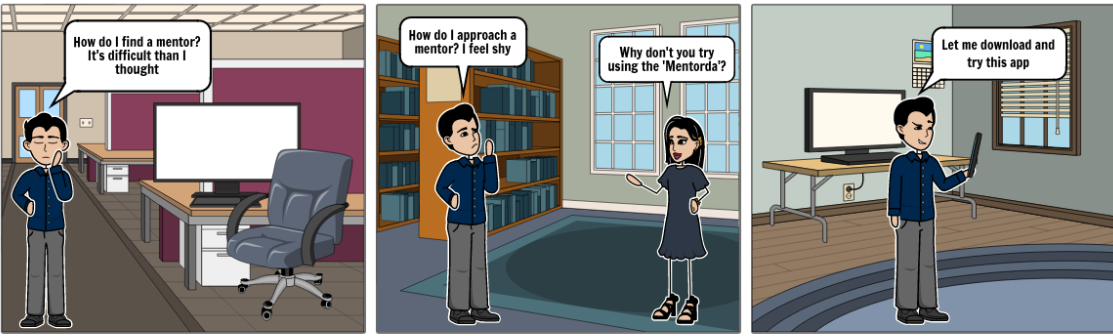 How do I find a mentor?
It's difficult than I
thought
How do I approach a
mentor? I feel shy
Why don't you try
using the 'Mentorda'?
Let me download and
try this app